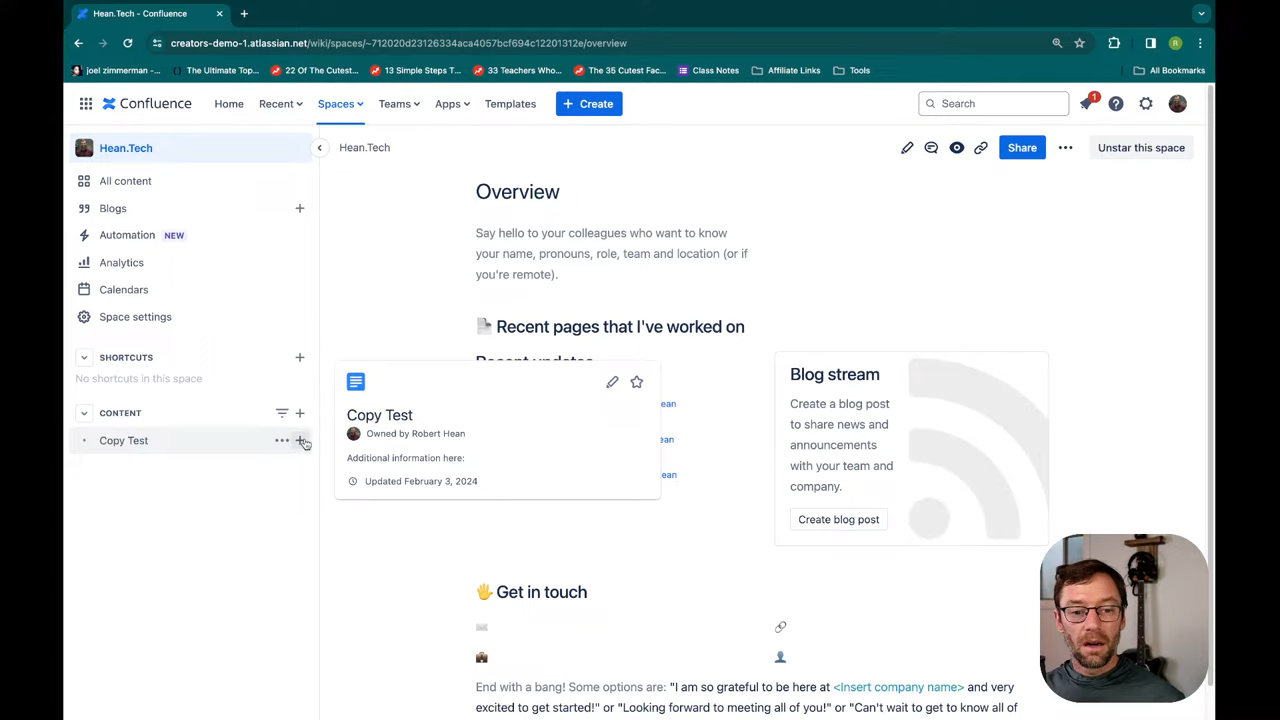 Hean.Tech - Confluence
creators-demo-1.atlassian.net/wiki/spaces/~712020d23126334aca4057bcf694c12201312e/overview
R
joel zimmerman -... The Ultimate Top... 22 Of The Cutest... 13 Simple Steps T... 33 Teachers Who... The 35 Cutest Fac... Class Notes Affiliate Links Tools All Bookmarks
Confluence Home Recent Spaces Teams Apps Templates + Create Search 1
Hean.Tech
Hean.Tech Share Unstar this space
All content
Blogs
Automation NEW
Analytics
Calendars
Space settings
SHORTCUTS
No shortcuts in this space
CONTENT
Copy Test
Overview
Say hello to your colleagues who want to know
your name, pronouns, role, team and location (or if
you're remote).
Recent pages that I've worked on
Recent updates
Copy Test
Owned by Robert Hean
Additional information here:
Updated February 3, 2024
ean
ean
ean
Blog stream
Create a blog post
to share news and
announcements
with your team and
company.
Create blog post
Get in touch
End with a bang! Some options are: "I am so grateful to be here at <Insert company name> and very
excited to get started!" or "Looking forward to meeting all of you!" or "Can't wait to get to know all of